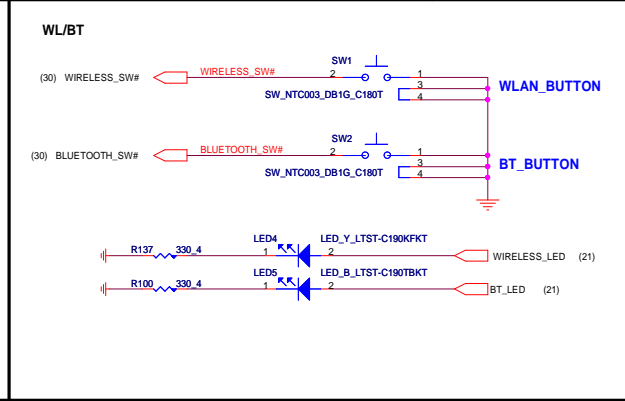 WL/BT
SW1
(30) WIRELESS_SW# WIRELESS_SW# 2 1
3 WLAN_BUTTON
SW_NTC003_DB1G_C180T 4
SW2
(30) BLUETOOTH_SW# BLUETOOTH_SW# 2 1
3 BT_BUTTON
SW_NTC003_DB1G_C180T 4
R137 330_4 LED4 LED_Y_LTST-C190KFKT
1 2 WIRELESS_LED (21)
R100 330_4 LED5 LED_B_LTST-C190TBKT
1 2 BT_LED (21)